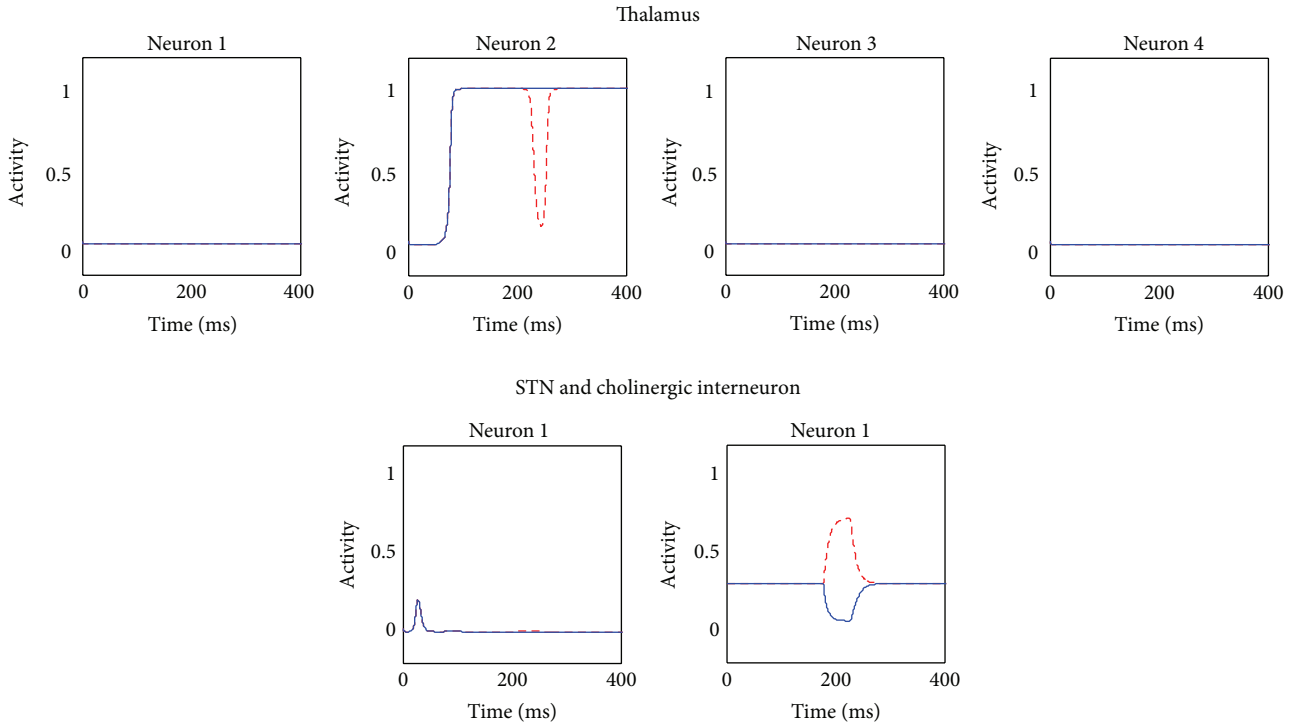 Thalamus
Neuron 1
Neuron 2
Neuron 3
Neuron 4
Activity
1
0.5
0
0 200 400
Time (ms)
Activity
1
0.5
0
0 200 400
Time (ms)
Activity
1
0.5
0
0 200 400
Time (ms)
Activity
1
0.5
0
0 200 400
Time (ms)
STN and cholinergic interneuron
Neuron 1
Neuron 1
Activity
1
0.5
0
0 200 400
Time (ms)
Activity
1
0.5
0
0 200 400
Time (ms)